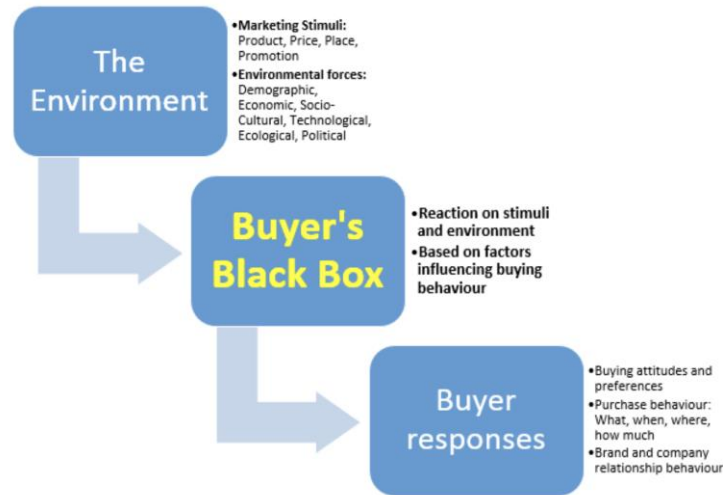 The
Environment
•Marketing Stimuli:
Product, Price, Place,
Promotion
•Environmental forces:
Demographic,
Economic, Socio-
Cultural, Technological,
Ecological, Political
Buyer's
Black Box
•Reaction on stimuli
and environment
•Based on factors
influencing buying
behaviour
Buyer
responses
•Buying attitudes and
preferences
•Purchase behaviour:
What, when, where,
how much
•Brand and company
relationship behaviour